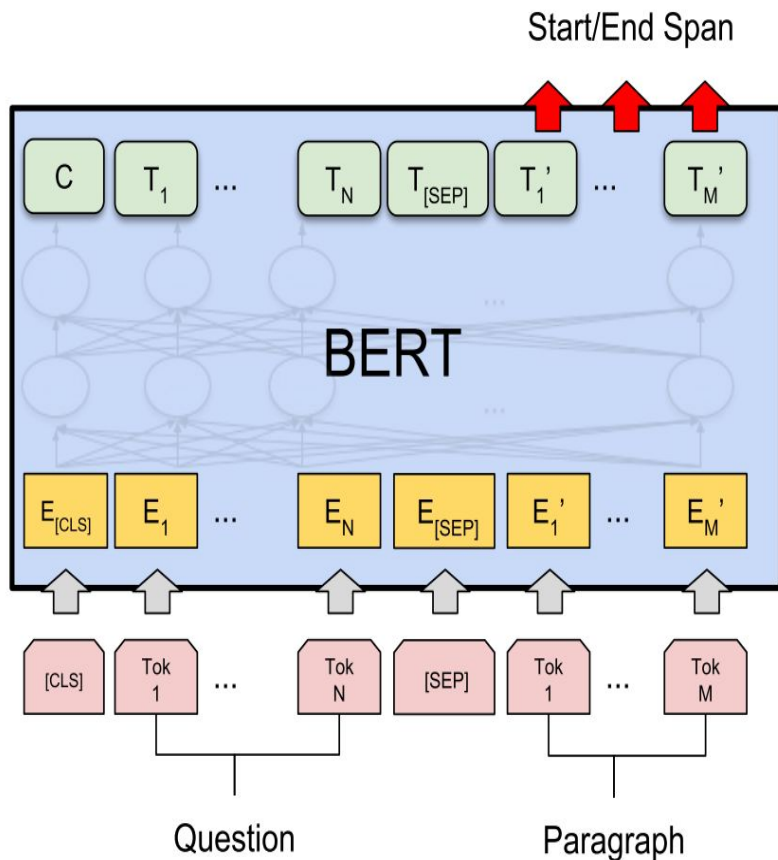 Start/End Span
C T1 ... TN T[SEP] T1’ ... TM’
...
BERT
...
E[CLS] E1 ... EN E[SEP] E1’ ... EM’
[CLS] Tok 1 ... Tok N [SEP] Tok 1 ... Tok M
Question Paragraph